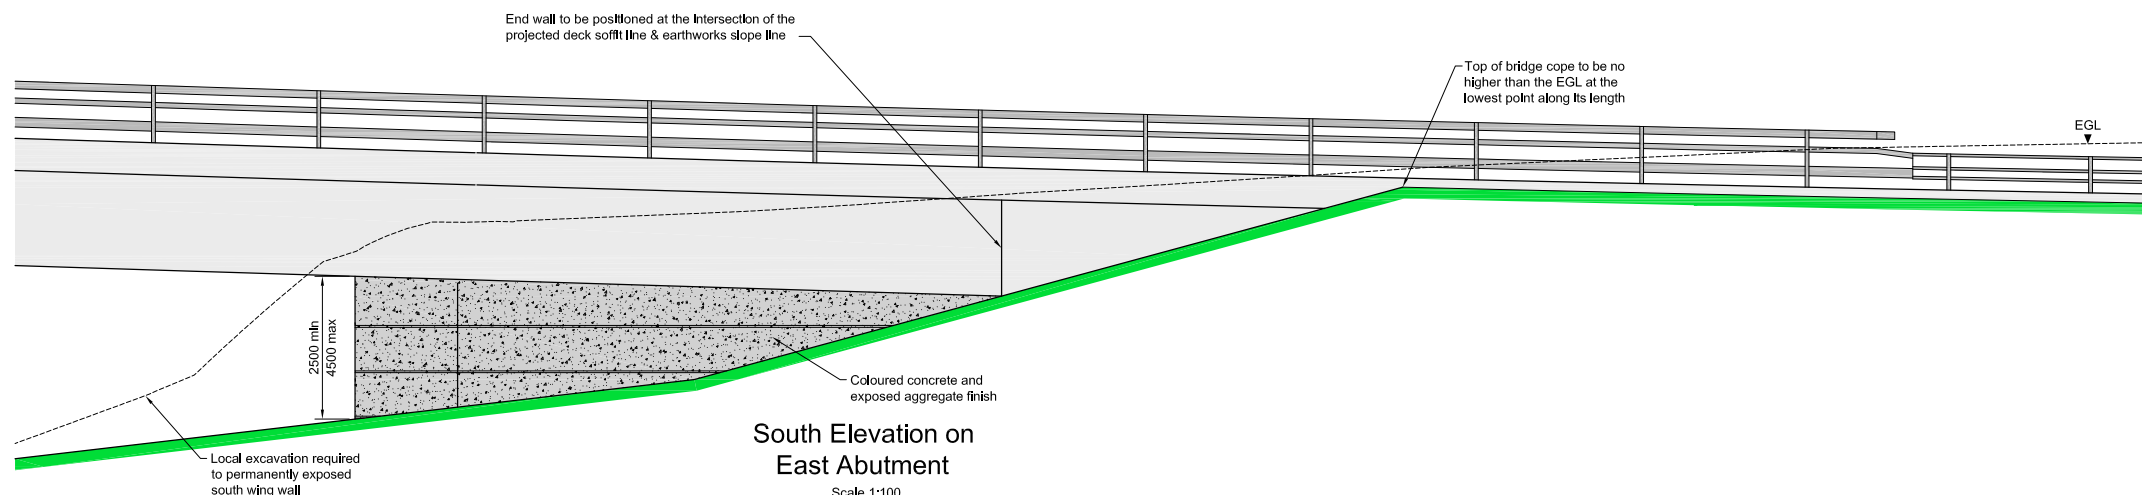 End wall to be positioned at the intersection of the
projected deck soffit line & earthworks slope line
Top of bridge cope to be no
higher than the EGL at the
lowest point along its length
EGL
2500 min
4500 max
Coloured concrete and
exposed aggregate finish
Local excavation required
to permanently exposed
south wing wall
South Elevation on
East Abutment
Scale 1:100